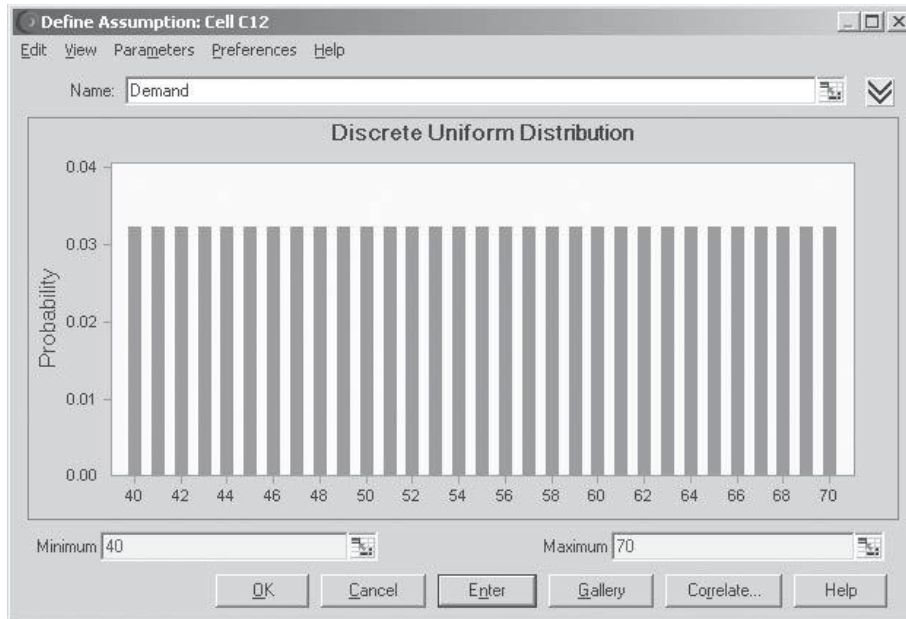 Define Assumption: Cell C12
Edit View Parameters Preferences Help
Name: Demand
Discrete Uniform Distribution
0.04
0.03
0.02
0.01
0.00
Probability
40 42 44 46 48 50 52 54 56 58 60 62 64 66 68 70
Minimum 40 Maximum 70
OK Cancel Enter Gallery Correlate... Help